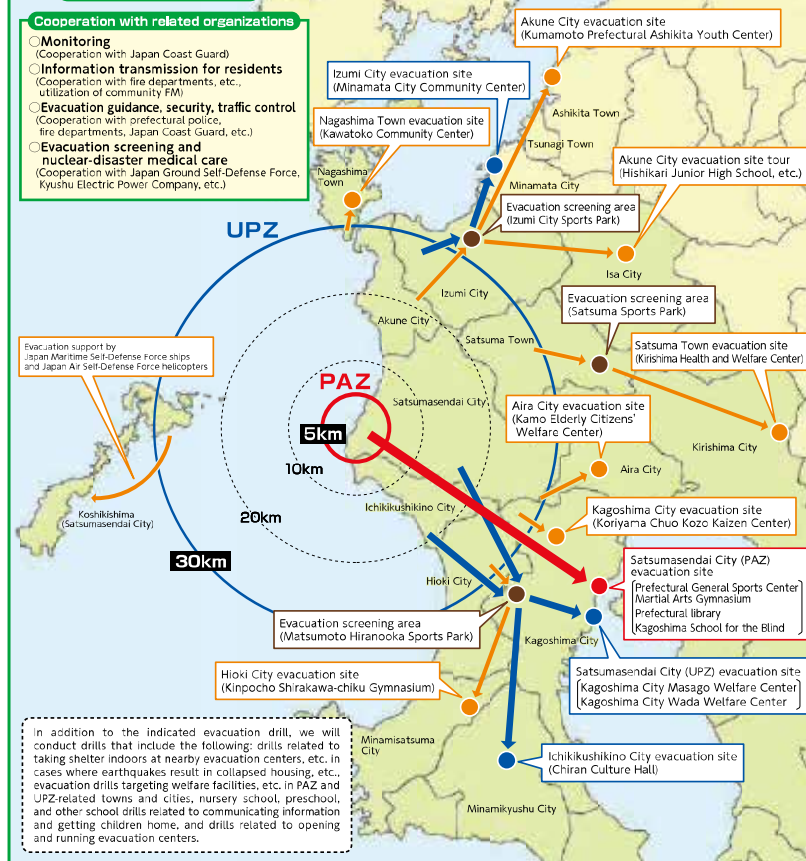 Cooperation with related organizations
○Monitoring
(Cooperation with Japan Coast Guard)
○Information transmission for residents
(Cooperation with fire departments, etc.,
utilization of community FM)
○Evacuation guidance, security, traffic control
(Cooperation with prefectural police,
fire departments, Japan Coast Guard, etc.)
○Evacuation screening and
nuclear-disaster medical care
(Cooperation with Japan Ground Self-Defense Force,
Kyushu Electric Power Company, etc.)
Akune City evacuation site
(Kumamoto Prefectural Ashikita Youth Center)
Izumi City evacuation site
(Minamata City Community Center)
Nagashima Town evacuation site
(Kawatoko Community Center)
Ashikita Town
Tsunagi Town
Minamata City
Nagashima
Town
Akune City evacuation site tour
(Hishikari Junior High School, etc.)
Evacuation screening area
(Izumi City Sports Park)
UPZ
Isa City
Izumi City
Akune City
Evacuation screening area
(Satsuma Sports Park)
Satsuma Town
Satsuma Town evacuation site
(Kirishima Health and Welfare Center)
Evacuation support by
Japan Maritime Self-Defense Force ships
and Japan Air Self-Defense Force helicopters
PAZ
Satsumasendai City
Aira City evacuation site
(Kamo Elderly Citizens'
Welfare Center)
5km
10km
20km
30km
Kirishima City
Aira City
Koshikishima
(Satsumasendai City)
Ichikikushikino City
Kagoshima City evacuation site
(Koriyama Chuo Kozo Kaizen Center)
Hioki City
Satsumasendai City (PAZ)
evacuation site
Prefectural General Sports Center
Martial Arts Gymnasium
Prefectural library
Kagoshima School for the Blind
Evacuation screening area
(Matsumoto Hiranooka Sports Park)
Kagoshima City
Satsumasendai City (UPZ) evacuation site
Kagoshima City Masago Welfare Center
Kagoshima City Wada Welfare Center
Hioki City evacuation site
(Kinpocho Shirakawa-chiku Gymnasium)
Minamisatsuma
City
Ichikikushikino City evacuation site
(Chiran Culture Hall)
Minamikyushu City
In addition to the indicated evacuation drill, we will
conduct drills that include the following: drills related to
taking shelter indoors at nearby evacuation centers, etc. in
cases where earthquakes result in collapsed housing, etc.,
evacuation drills targeting welfare facilities, etc. in PAZ and
UPZ-related towns and cities, nursery school, preschool,
and other school drills related to communicating information
and getting children home, and drills related to opening
and running evacuation centers.